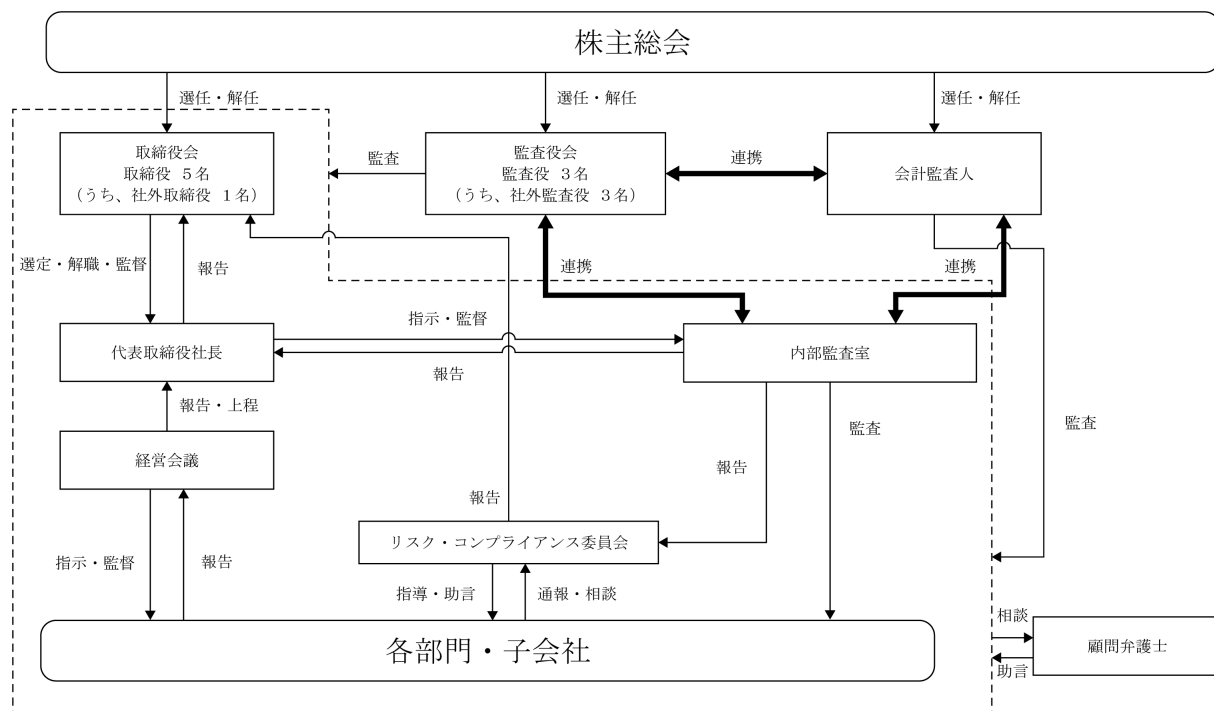 株主総会
選任・解任
選任・解任
選任・解任
取締役会
取締役 5名
(うち、社外取締役 1名)
監査
監査役会
監査役 3名
(うち、社外監査役 3名)
連携
会計監査人
選定・解職・監督
報告
連携
連携
代表取締役社長
指示・監督
報告
内部監査室
報告・上程
経営会議
監査
監査
報告
報告
リスク・コンプライアンス委員会
指示・監督
報告
指導・助言
通報・相談
各部門・子会社
相談
助言
顧問弁護士